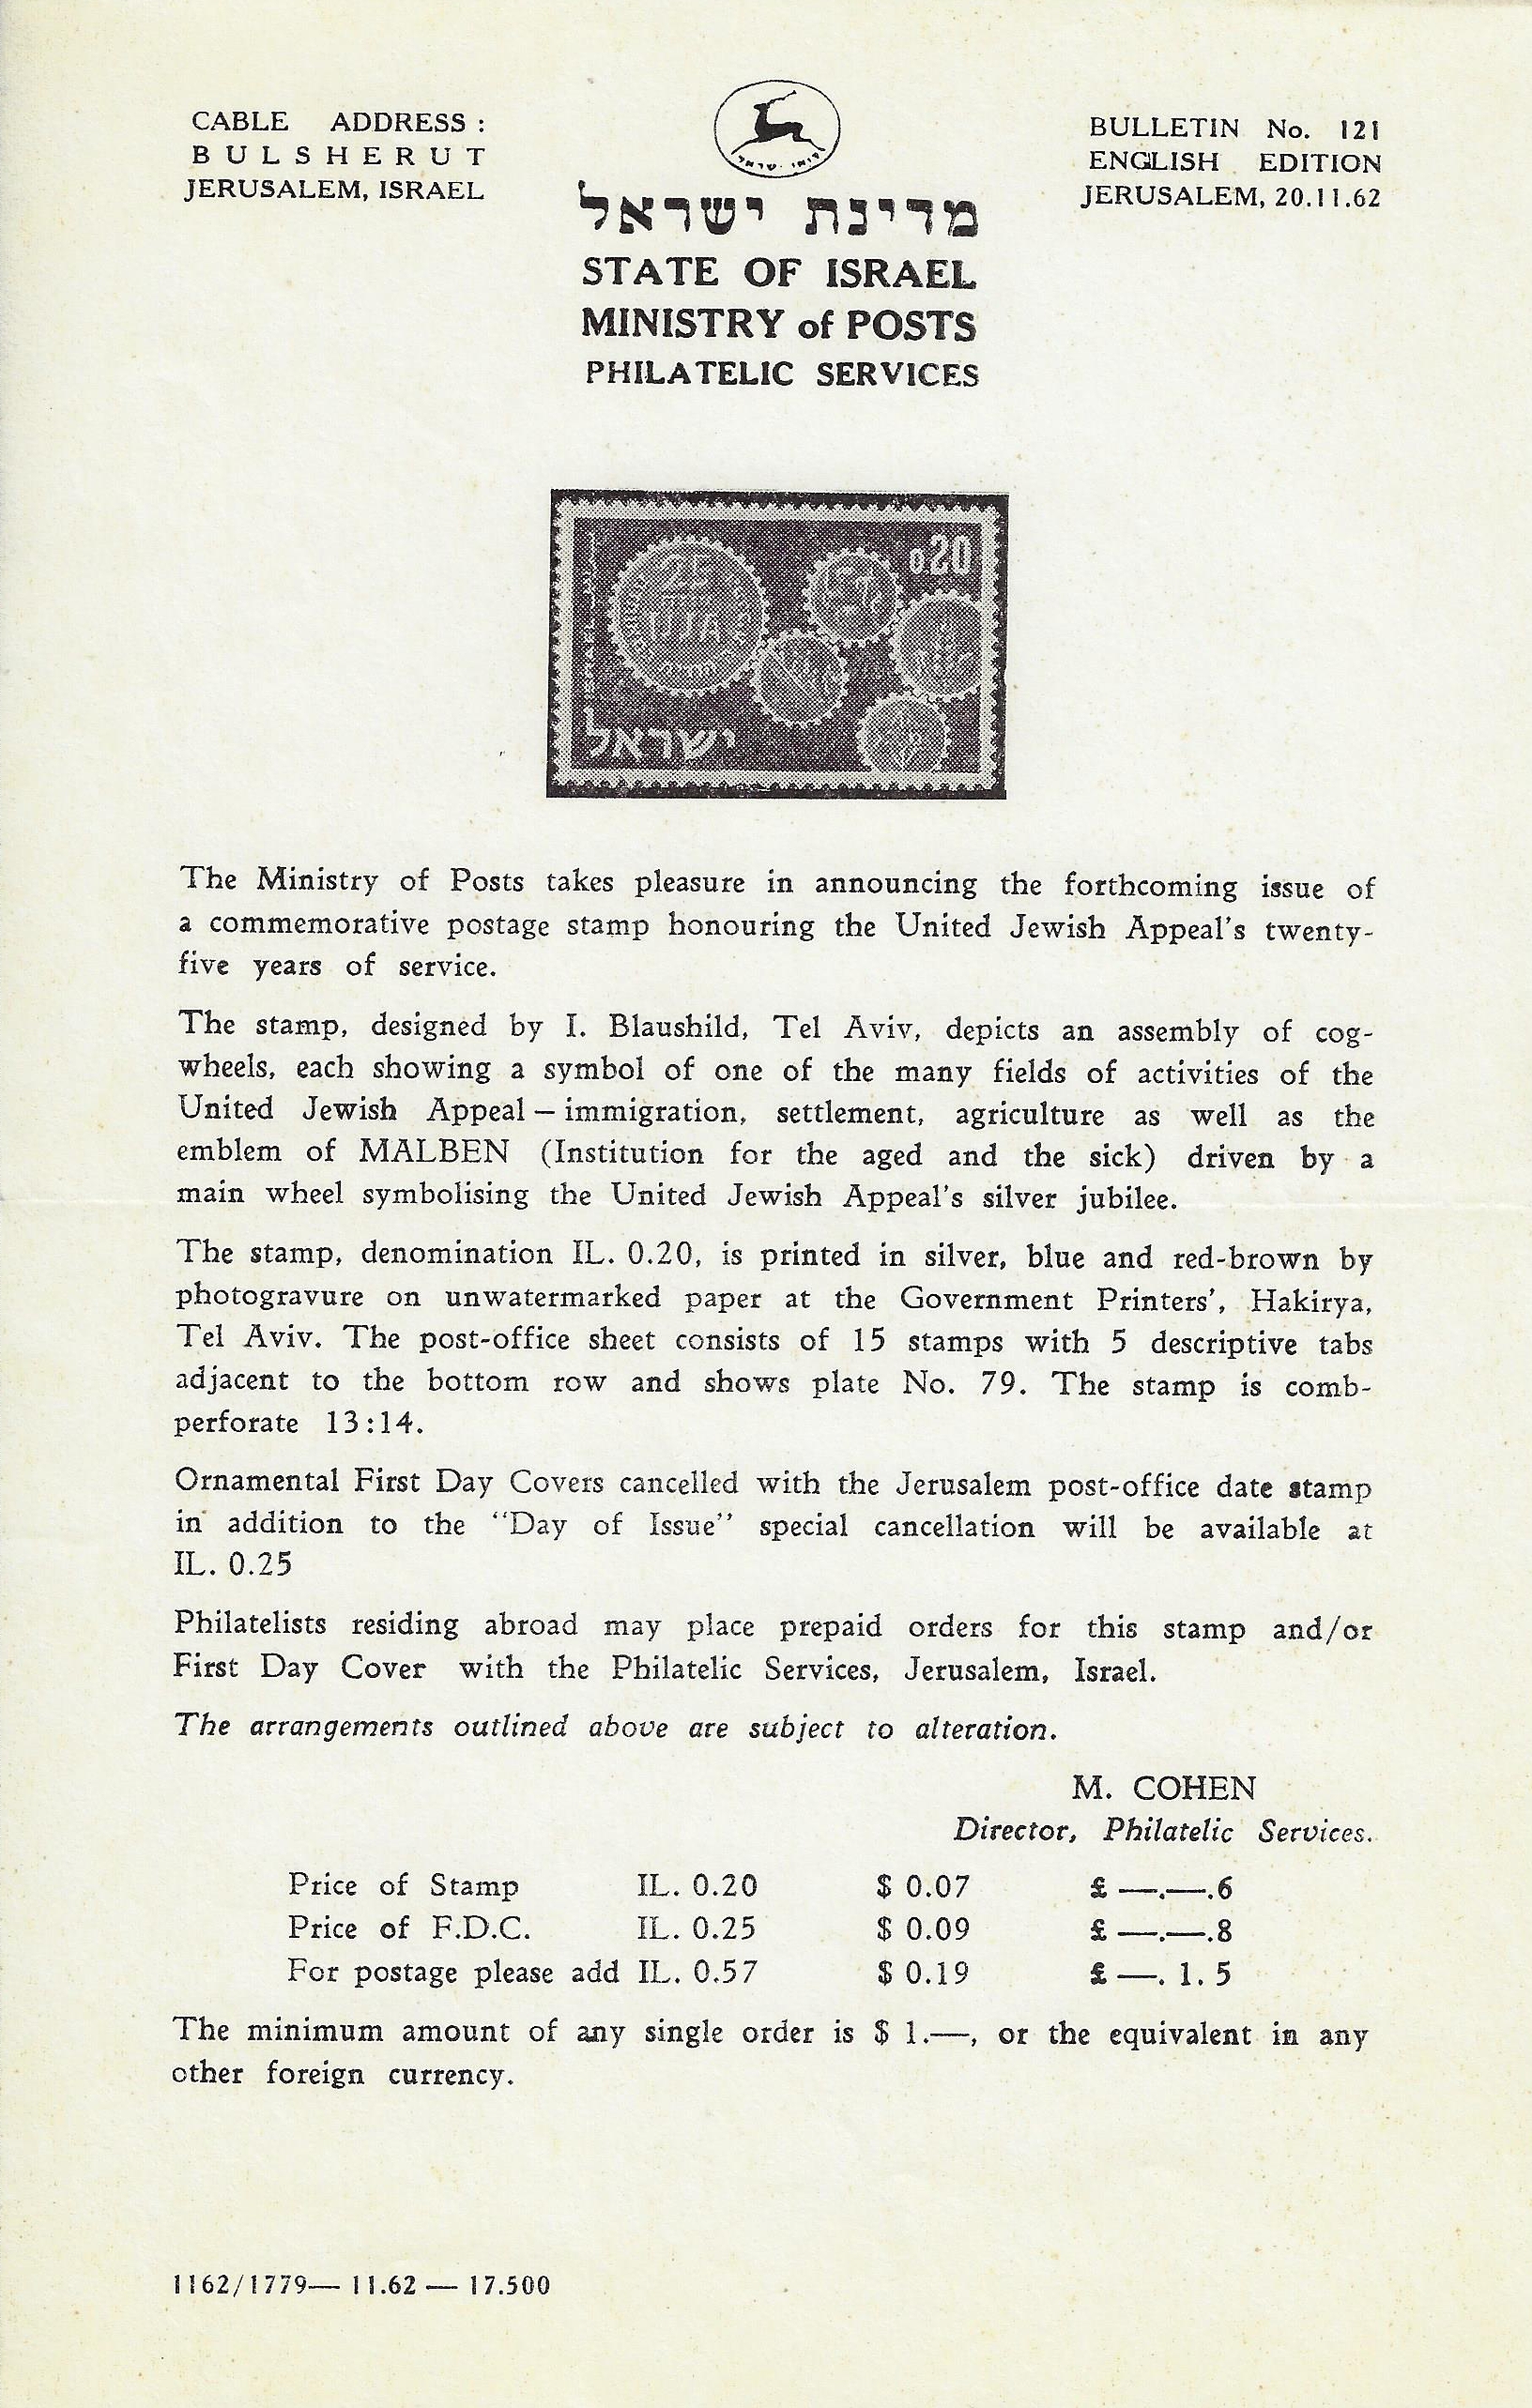 CABLE ADDRESS :
BULSHERUT
JERUSALEM, ISRAEL
BULLETIN No. 121
ENGLISH EDITION
JERUSALEM, 20.11.62
מדינת ישראל
STATE OF ISRAEL
MINISTRY of POSTS
PHILATELIC SERVICES
0.20
25
UJA
ישראל
The Ministry of Posts takes pleasure in announcing the forthcoming issue of
a commemorative postage stamp honouring the United Jewish Appeal's twenty-
five years of service.
The stamp, designed by I. Blaushild, Tel Aviv, depicts an assembly of cog-
wheels, each showing a symbol of one of the many fields of activities of the
United Jewish Appeal – immigration, settlement, agriculture as well as the
emblem of MALBEN (Institution for the aged and the sick) driven by a
main wheel symbolising the United Jewish Appeal's silver jubilee.
The stamp, denomination IL. 0.20, is printed in silver, blue and red-brown by
photogravure on unwatermarked paper at the Government Printers', Hakirya,
Tel Aviv. The post-office sheet consists of 15 stamps with 5 descriptive tabs
adjacent to the bottom row and shows plate No. 79. The stamp is comb-
perforate 13:14.
Ornamental First Day Covers cancelled with the Jerusalem post-office date stamp
in addition to the "Day of Issue" special cancellation will be available at
IL. 0.25
Philatelists residing abroad may place prepaid orders for this stamp and/or
First Day Cover with the Philatelic Services, Jerusalem, Israel.
The arrangements outlined above are subject to alteration.
M. COHEN
Director, Philatelic Services.
Price of Stamp IL. 0.20 $ 0.07 £ —.—.6
Price of F.D.C. IL. 0.25 $ 0.09 £ —.—.8
For postage please add IL. 0.57 $ 0.19 £ —. 1. 5
The minimum amount of any single order is $ 1.—, or the equivalent in any
other foreign currency.
1162/1779— 11.62 — 17.500